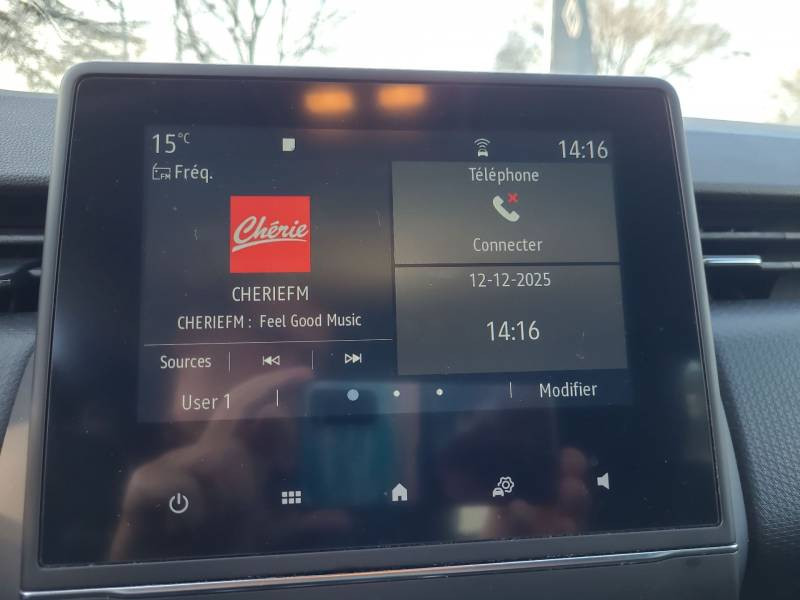 15°C
14:16
FM Fréq.
Téléphone
Chérie
Connecter
CHERIEFM
12-12-2025
CHERIEFM : Feel Good Music
14:16
Sources
User 1
Modifier